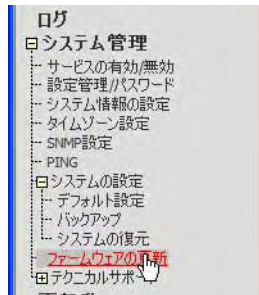 ログ
システム管理
サービスの有効/無効
設定管理/パスワード
システム情報の設定
タイムゾーン設定
SNMP設定
PING
システムの設定
デフォルト設定
バックアップ
システムの復元
ファームウェアの更新
テクニカルサポ